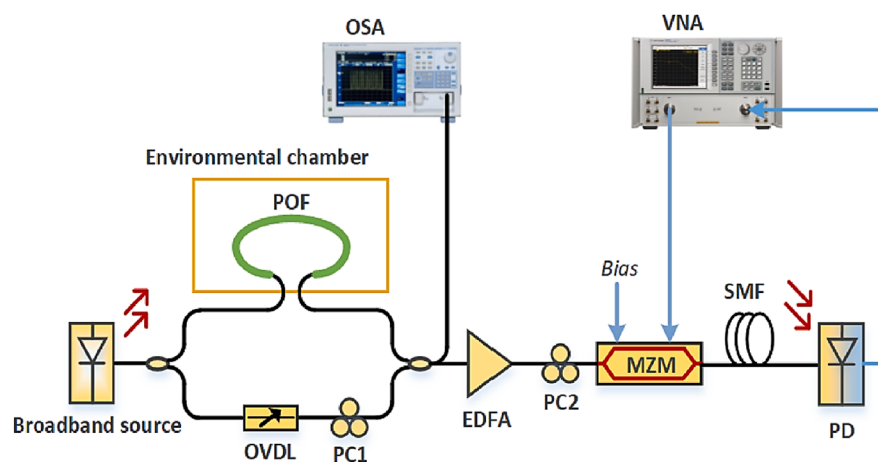 OSA
VNA
Environmental chamber
POF
Bias
SMF
MZM
Broadband source
OVDL
PC1
EDFA
PC2
PD